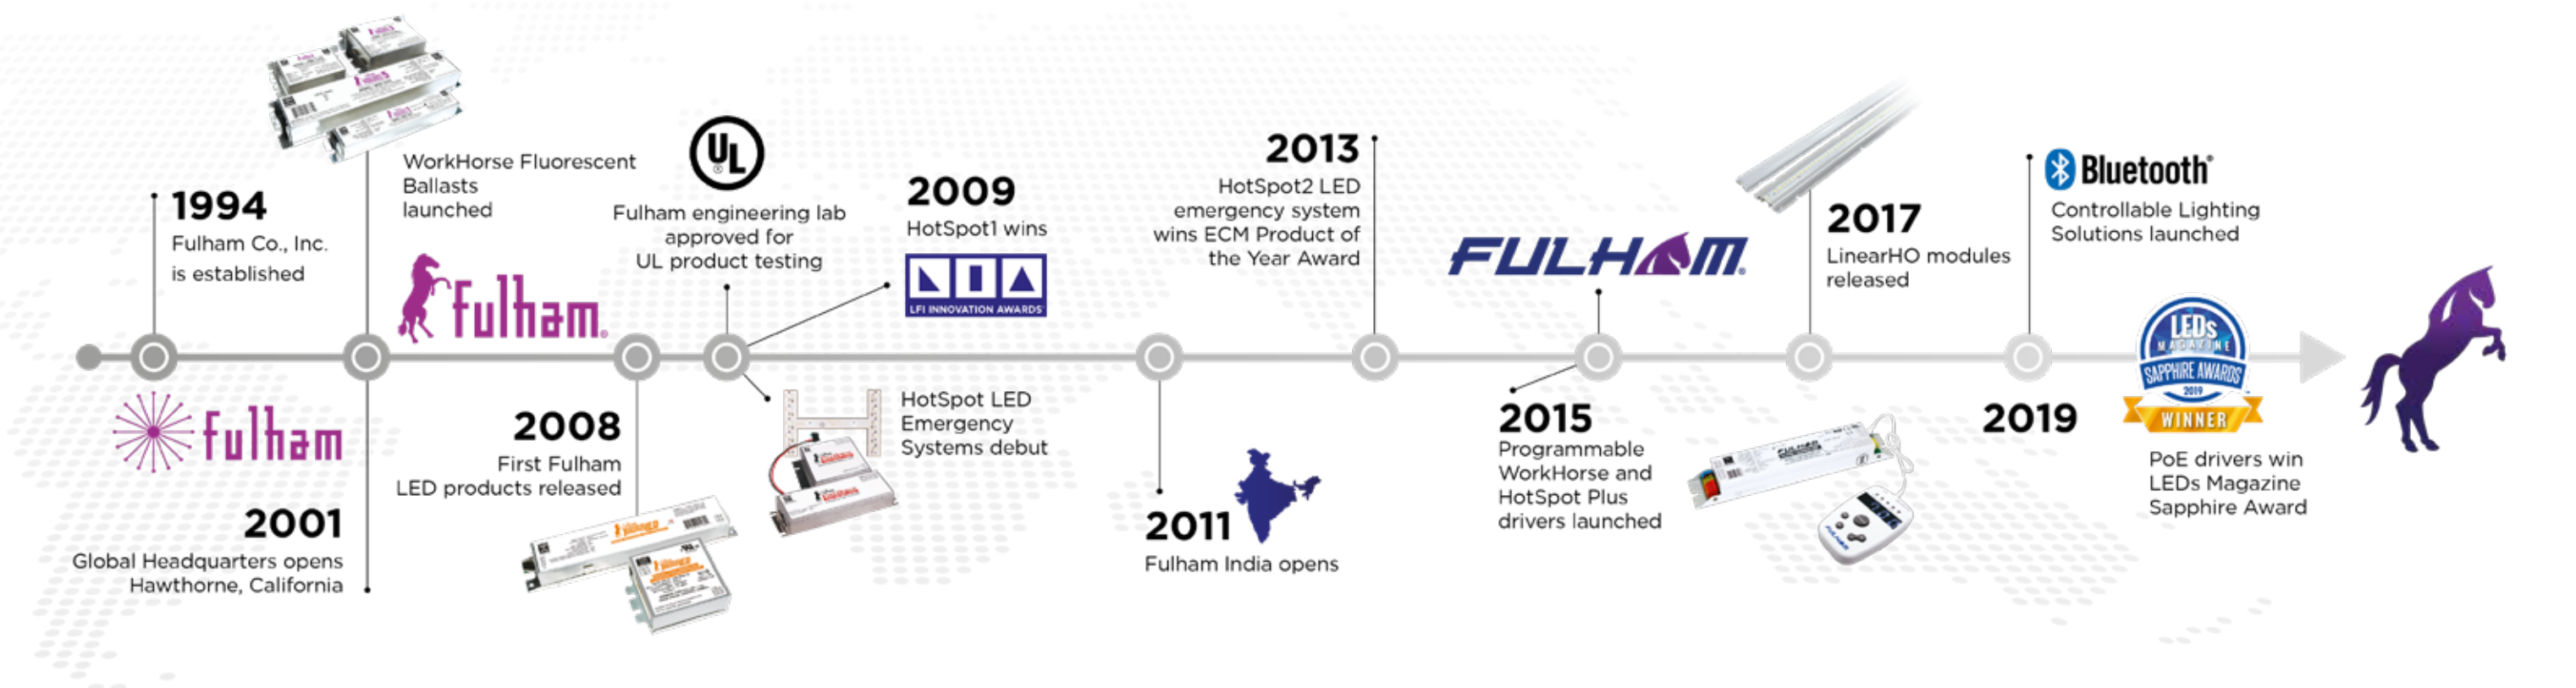 1994
Fulham Co., Inc.
is established
fulham
WorkHorse Fluorescent
Ballasts
launched
fulham®
2001
Global Headquarters opens
Hawthorne, California
2008
First Fulham
LED products released
UL®
Fulham engineering lab
approved for
UL product testing
2009
HotSpot1 wins
LIA
LFI INNOVATION AWARDS
HotSpot LED
Emergency
Systems debut
2011
Fulham India opens
2013
HotSpot2 LED
emergency system
wins ECM Product of
the Year Award
FULHAM®
2015
Programmable
WorkHorse and
HotSpot Plus
drivers launched
FULHAM
FULHAM
2017
LinearHO modules
released
Bluetooth®
Controllable Lighting
Solutions launched
2019
LEDs
MAGAZINE
SAPPHIRE AWARDS
2019
WINNER
PoE drivers win
LEDs Magazine
Sapphire Award